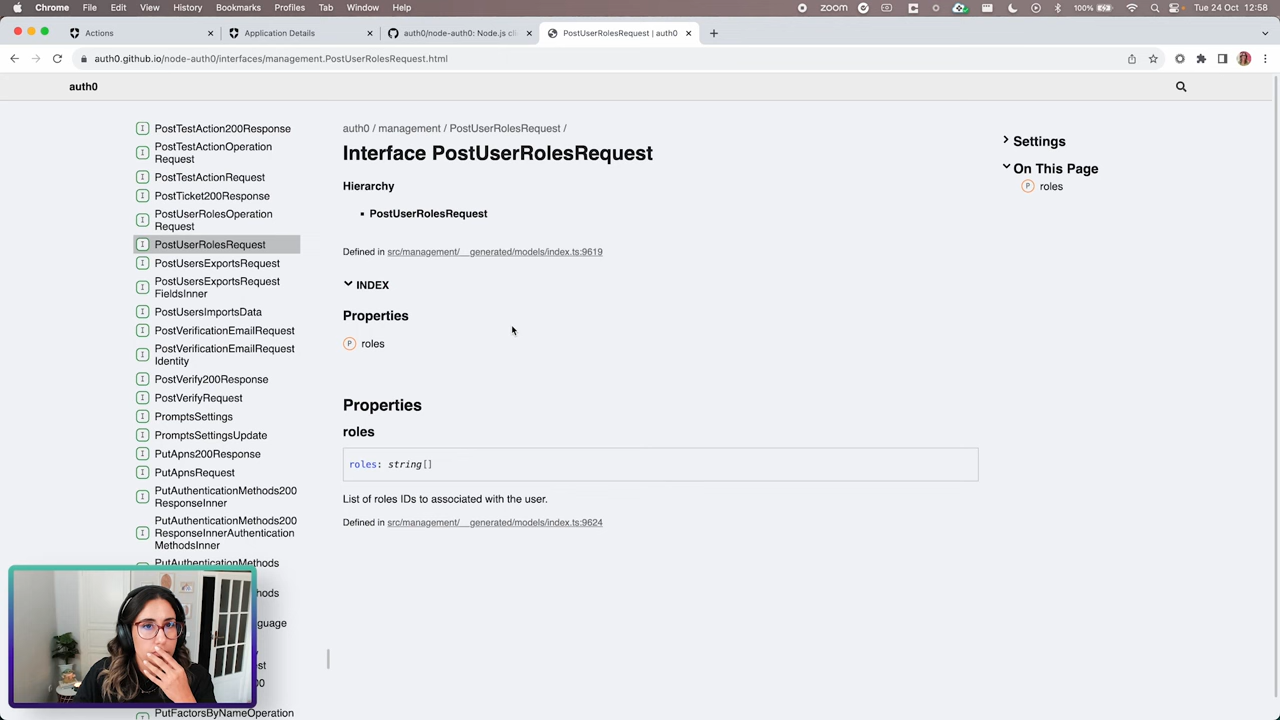 Chrome File Edit View History Bookmarks Profiles Tab Window Help
ZOOM 100% Tue 24 Oct 12:58
Actions
Application Details
auth0/node-auth0: Node.js cl
PostUserRolesRequest | auth0
auth0.github.io/node-auth0/interfaces/management.PostUserRolesRequest.html
auth0
PostTestAction200Response
PostTestActionOperation
Request
PostTestActionRequest
PostTicket200Response
PostUserRolesOperation
Request
PostUserRolesRequest
PostUsersExportsRequest
PostUsersExportsRequest
FieldsInner
PostUsersImportsData
PostVerificationEmailRequest
PostVerificationEmailRequest
Identity
PostVerify200Response
PostVerifyRequest
PromptsSettings
PromptsSettingsUpdate
PutApns200Response
PutApnsRequest
PutAuthenticationMethods200
ResponseInner
PutAuthenticationMethods200
ResponseInnerAuthentication
MethodsInner
PutAuthenticationMethods
hods
guage
st
00
PutFactorsByNameOperation
auth0 / management / PostUserRolesRequest /
Interface PostUserRolesRequest
Hierarchy
PostUserRolesRequest
Defined in src/management/__generated/models/index.ts:9619
INDEX
Properties
P roles
Properties
roles
roles: string[]
List of roles IDs to associated with the user.
Defined in src/management/__generated/models/index.ts:9624
Settings
On This Page
P roles